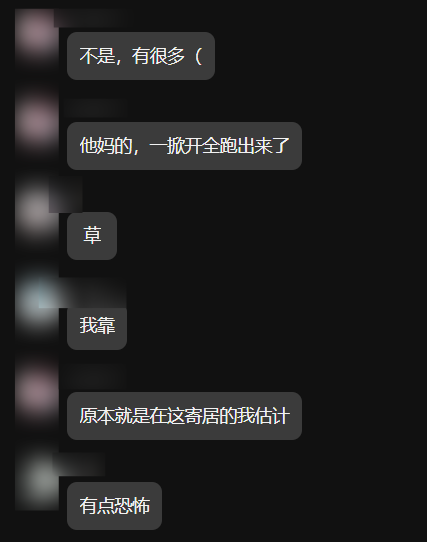 不是，有很多（
他妈的，一掀开全跑出来了
草
我靠
原本就是在这寄居的我估计
有点恐怖